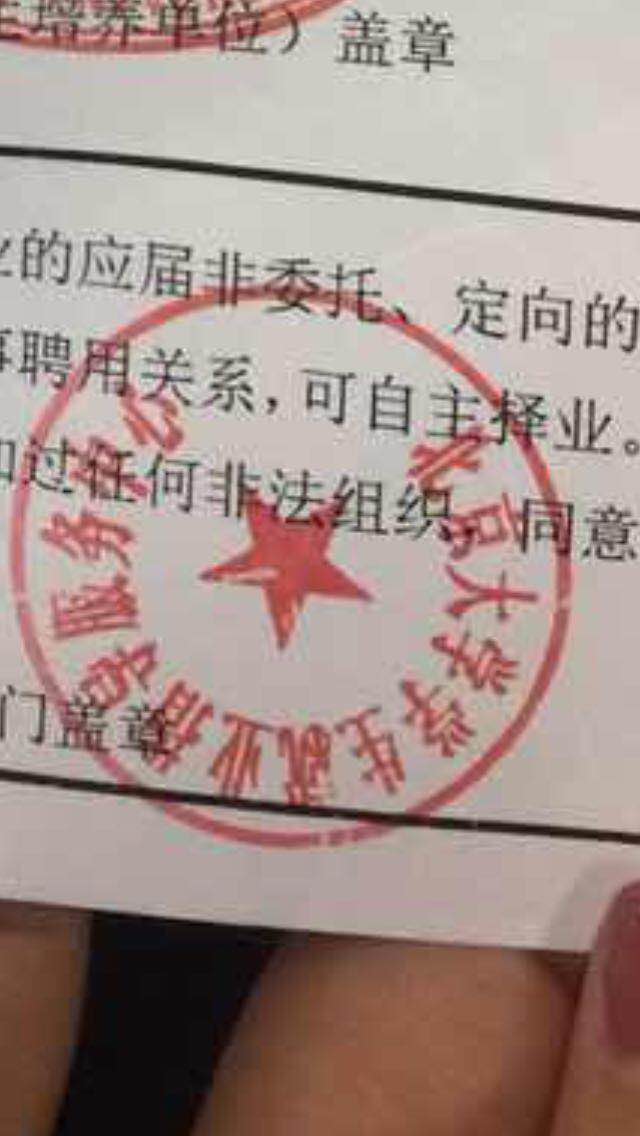 生培养单位）盖章
业的应届非委托、定向的
事聘用关系，可自主择业。
加过任何非法组织，同意
门盖章
北京大学学生就业指导服务中心